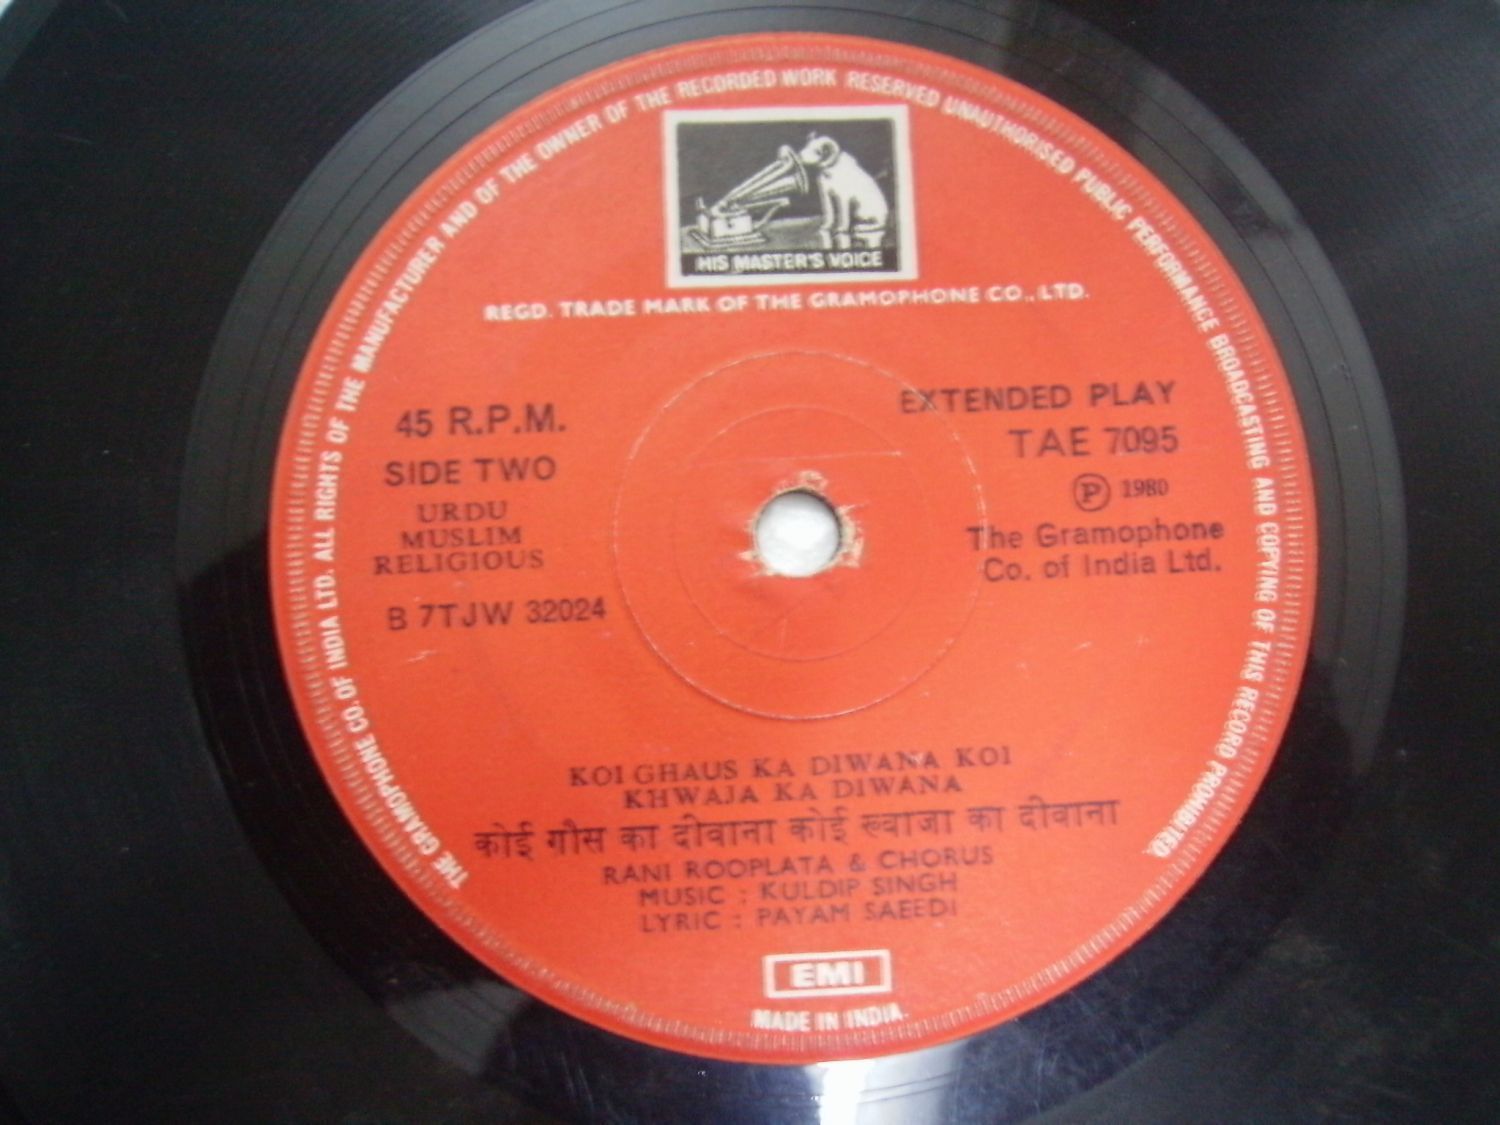 THE GRAMOPHONE CO. OF INDIA LTD. ALL RIGHTS OF THE MANUFACTURER AND OF THE OWNER OF THE RECORDED WORK RESERVED UNAUTHORISED PUBLIC PERFORMANCE BROADCASTING AND COPYING OF THIS RECORD PROHIBITED.
HIS MASTER'S VOICE
REGD. TRADE MARK OF THE GRAMOPHONE CO., LTD.
45 R.P.M.
SIDE TWO
URDU
MUSLIM
RELIGIOUS
B 7TJW 32024
EXTENDED PLAY
TAE 7095
Ⓟ 1980
The Gramophone
Co. of India Ltd.
KOI GHAUS KA DIWANA KOI
KHWAJA KA DIWANA
कोई गौस का दीवाना कोई ख्वाजा का दीवाना
RANI ROOPLATA & CHORUS
MUSIC : KULDIP SINGH
LYRIC : PAYAM SAEEDI
EMI
MADE IN INDIA